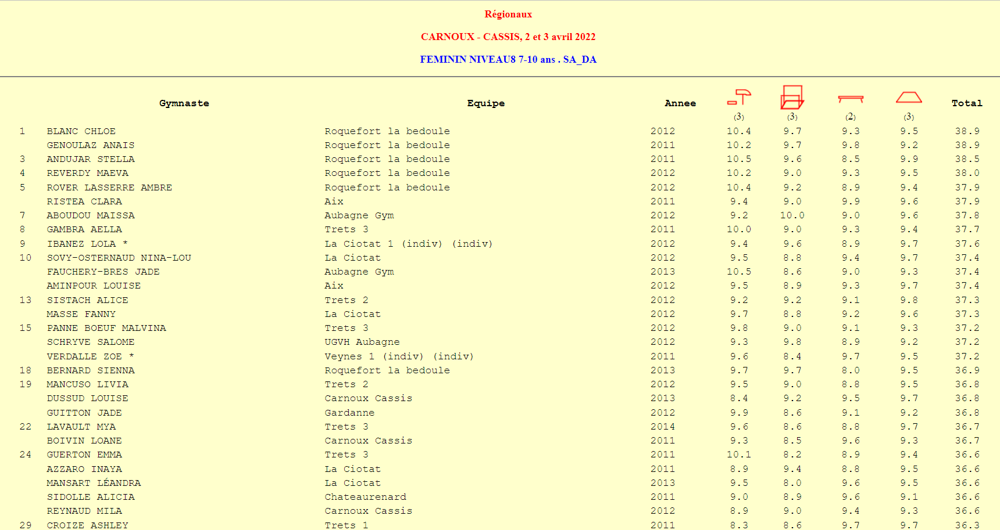 Régionaux
CARNOUX - CASSIS, 2 et 3 avril 2022
FEMININ NIVEAU8 7-10 ans . SA_DA
Gymnaste Equipe Annee (3) (3) (2) (3) Total
1 BLANC CHLOE Roquefort la bedoule 2012 10.4 9.7 9.3 9.5 38.9
GENOULAZ ANAIS Roquefort la bedoule 2011 10.2 9.7 9.8 9.2 38.9
3 ANDUJAR STELLA Roquefort la bedoule 2011 10.5 9.6 8.5 9.9 38.5
4 REVERDY MAEVA Roquefort la bedoule 2012 10.2 9.0 9.3 9.5 38.0
5 ROVER LASSERRE AMBRE Roquefort la bedoule 2012 10.4 9.2 8.9 9.4 37.9
RISTEA CLARA Aix 2011 9.4 9.0 9.9 9.6 37.9
7 ABOUDOU MAISSA Aubagne Gym 2012 9.2 10.0 9.0 9.6 37.8
8 GAMBRA AELLA Trets 3 2011 10.0 9.0 9.3 9.4 37.7
9 IBANEZ LOLA * La Ciotat 1 (indiv) (indiv) 2012 9.4 9.6 8.9 9.7 37.6
10 SOVY-OSTERNAUD NINA-LOU La Ciotat 2012 9.5 8.8 9.4 9.7 37.4
FAUCHERY-BRES JADE Aubagne Gym 2013 10.5 8.6 9.0 9.3 37.4
AMINPOUR LOUISE Aix 2012 9.5 8.9 9.3 9.7 37.4
13 SISTACH ALICE Trets 2 2012 9.2 9.2 9.1 9.8 37.3
MASSE FANNY La Ciotat 2012 9.7 8.8 9.2 9.6 37.3
15 PANNE BOEUF MALVINA Trets 3 2012 9.8 9.0 9.1 9.3 37.2
SCHRYVE SALOME UGVH Aubagne 2012 9.3 9.8 8.9 9.2 37.2
VERDALLE ZOE * Veynes 1 (indiv) (indiv) 2011 9.6 8.4 9.7 9.5 37.2
18 BERNARD SIENNA Roquefort la bedoule 2013 9.7 9.7 8.0 9.5 36.9
19 MANCUSO LIVIA Trets 2 2012 9.5 9.0 8.8 9.5 36.8
DUSSUD LOUISE Carnoux Cassis 2013 8.4 9.2 9.5 9.7 36.8
GUITTON JADE Gardanne 2012 9.9 8.6 9.1 9.2 36.8
22 LAVAULT MYA Trets 3 2014 9.6 8.6 8.8 9.7 36.7
BOIVIN LOANE Carnoux Cassis 2011 9.3 8.5 9.6 9.3 36.7
24 GUERTON EMMA Trets 3 2011 10.1 8.2 8.9 9.4 36.6
AZZARO INAYA La Ciotat 2011 8.9 9.4 8.8 9.5 36.6
MANSART LÉANDRA La Ciotat 2013 9.5 8.0 9.6 9.5 36.6
SIDOLLE ALICIA Chateaurenard 2011 9.0 8.9 9.6 9.1 36.6
REYNAUD MILA Carnoux Cassis 2012 8.9 9.0 9.4 9.3 36.6
29 CROIZE ASHLEY Trets 1 2011 8.3 8.6 9.7 9.7 36.3